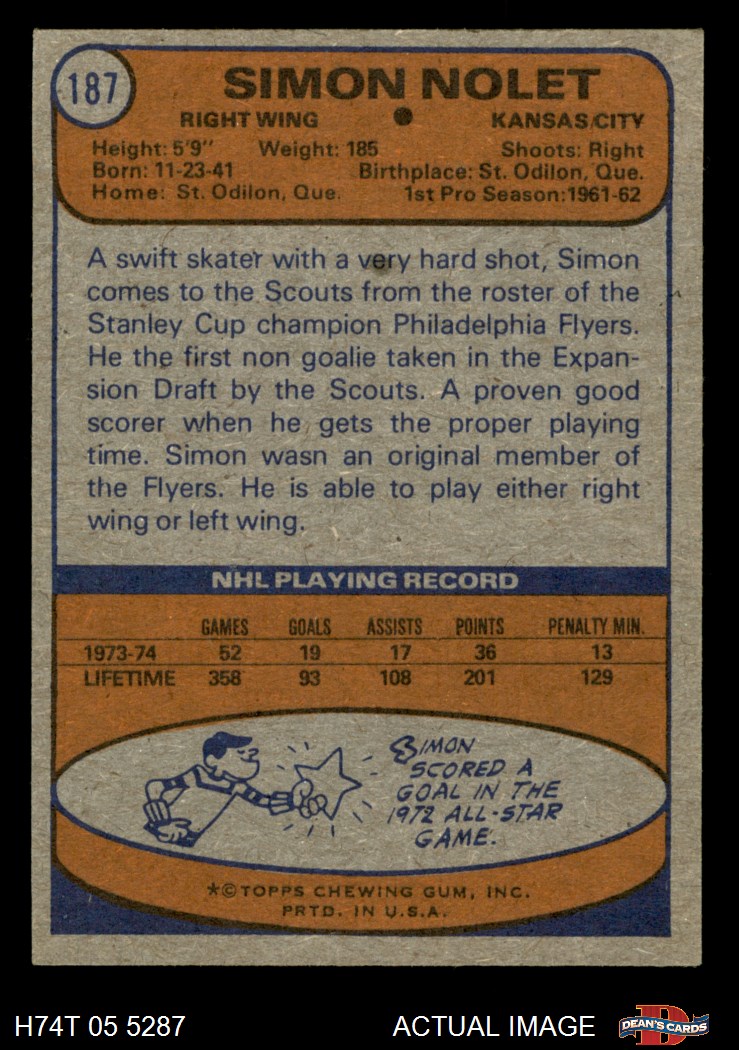 187
SIMON NOLET
RIGHT WING KANSAS CITY
Height: 5'9" Weight: 185 Shoots: Right
Born: 11-23-41 Birthplace: St. Odilon, Que.
Home: St. Odilon, Que. 1st Pro Season:1961-62
A swift skater with a very hard shot, Simon
comes to the Scouts from the roster of the
Stanley Cup champion Philadelphia Flyers.
He the first non goalie taken in the Expan-
sion Draft by the Scouts. A proven good
scorer when he gets the proper playing
time. Simon wasn an original member of
the Flyers. He is able to play either right
wing or left wing.
NHL PLAYING RECORD
GAMES GOALS ASSISTS POINTS PENALTY MIN.
1973-74 52 19 17 36 13
LIFETIME 358 93 108 201 129
SIMON
SCORED A
GOAL IN THE
1972 ALL-STAR
GAME.
*© TOPPS CHEWING GUM, INC.
PRTD. IN U.S.A.
H74T 05 5287 ACTUAL IMAGE D DEAN'S CARDS